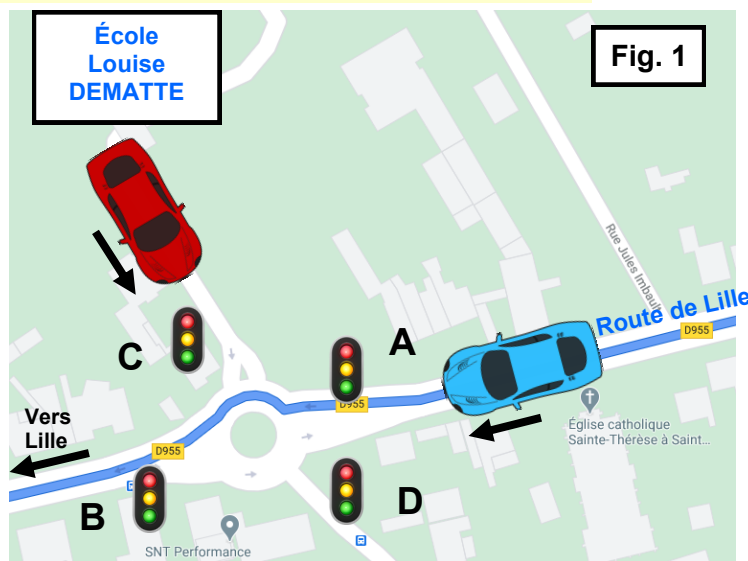 École
Louise
DEMATTE
Fig. 1
Rue Jules Imbault
Route de Lille
D955
A
C
D955
Église catholique
Sainte-Thérèse à Saint...
Vers
Lille
D955
B
D
SNT Performance